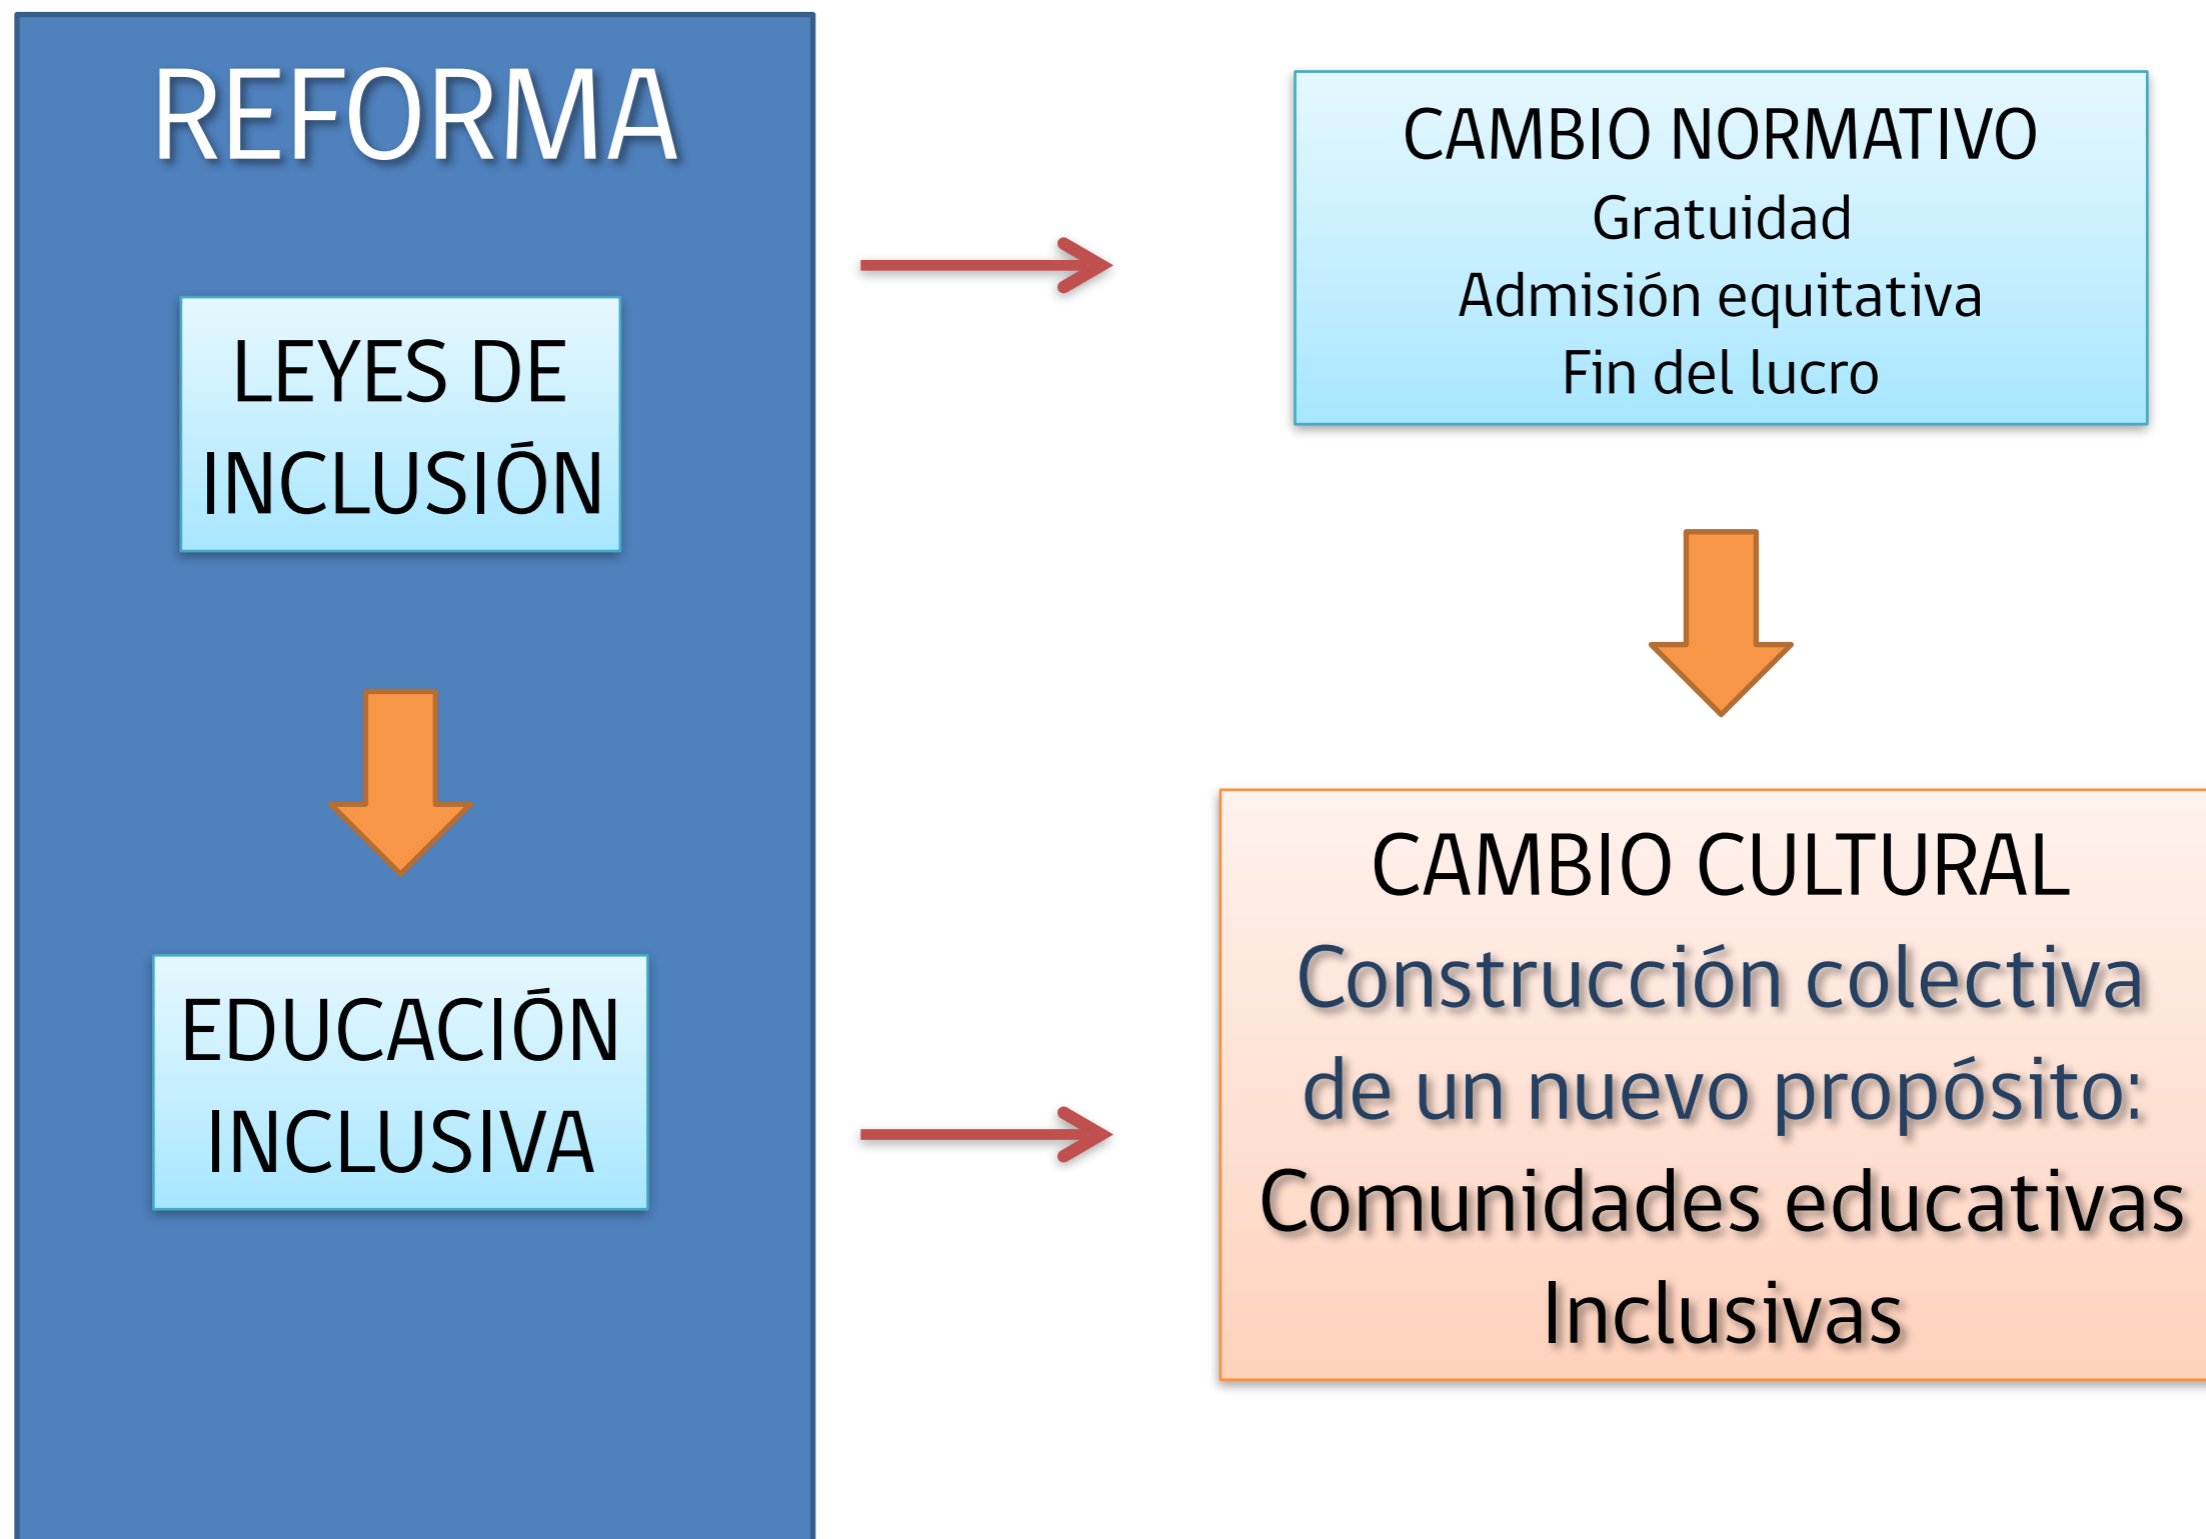 REFORMA
LEYES DE
INCLUSIÓN
EDUCACIÓN
INCLUSIVA
CAMBIO NORMATIVO
Gratuidad
Admisión equitativa
Fin del lucro
CAMBIO CULTURAL
Construcción colectiva
de un nuevo propósito:
Comunidades educativas
Inclusivas